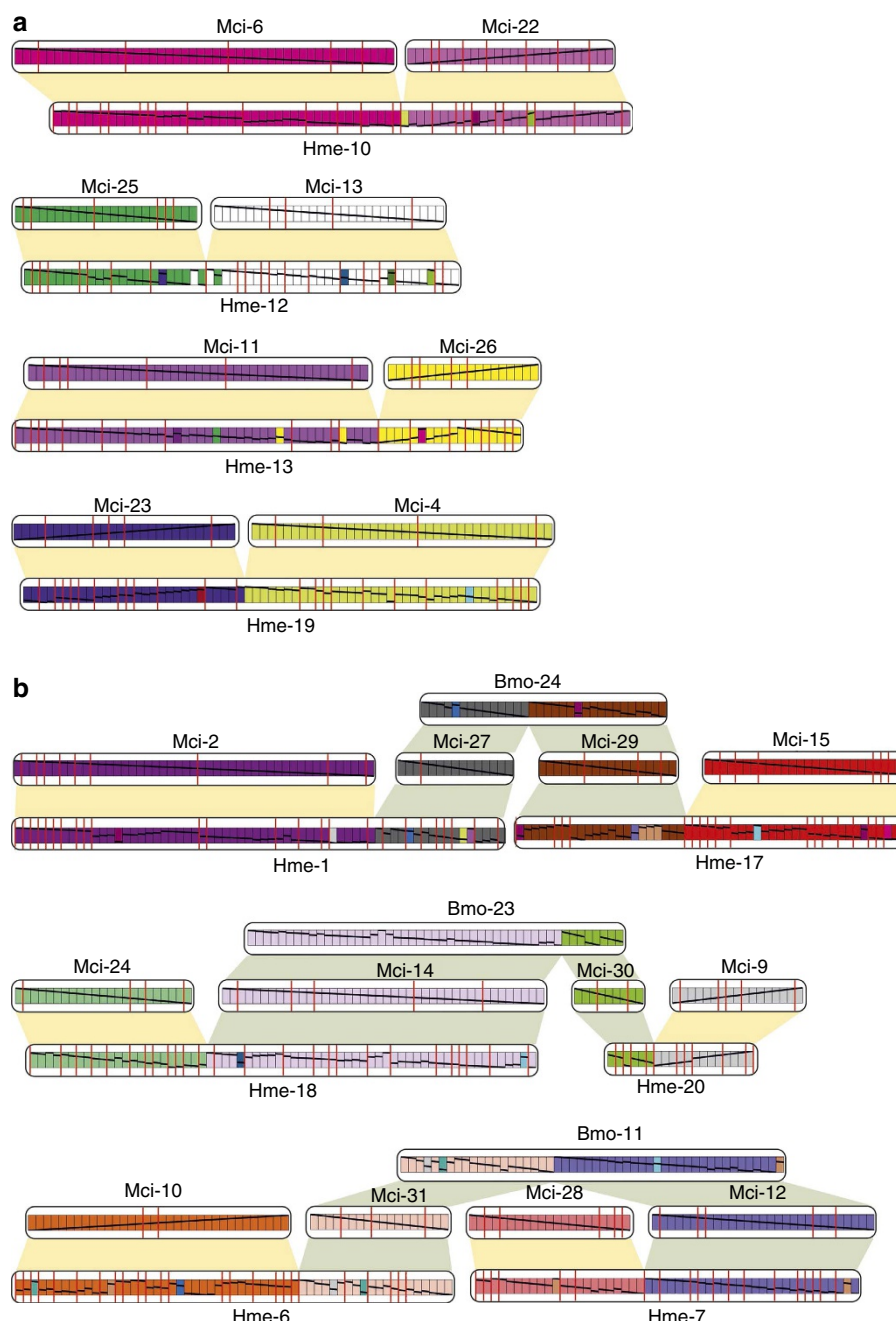 a
Mci-6 Mci-22
Hme-10
Mci-25 Mci-13
Hme-12
Mci-11 Mci-26
Hme-13
Mci-23 Mci-4
Hme-19
b
Bmo-24
Mci-2 Mci-27 Mci-29 Mci-15
Hme-1 Hme-17
Bmo-23
Mci-24 Mci-14 Mci-30 Mci-9
Hme-18 Hme-20
Bmo-11
Mci-10 Mci-31 Mci-28 Mci-12
Hme-6 Hme-7